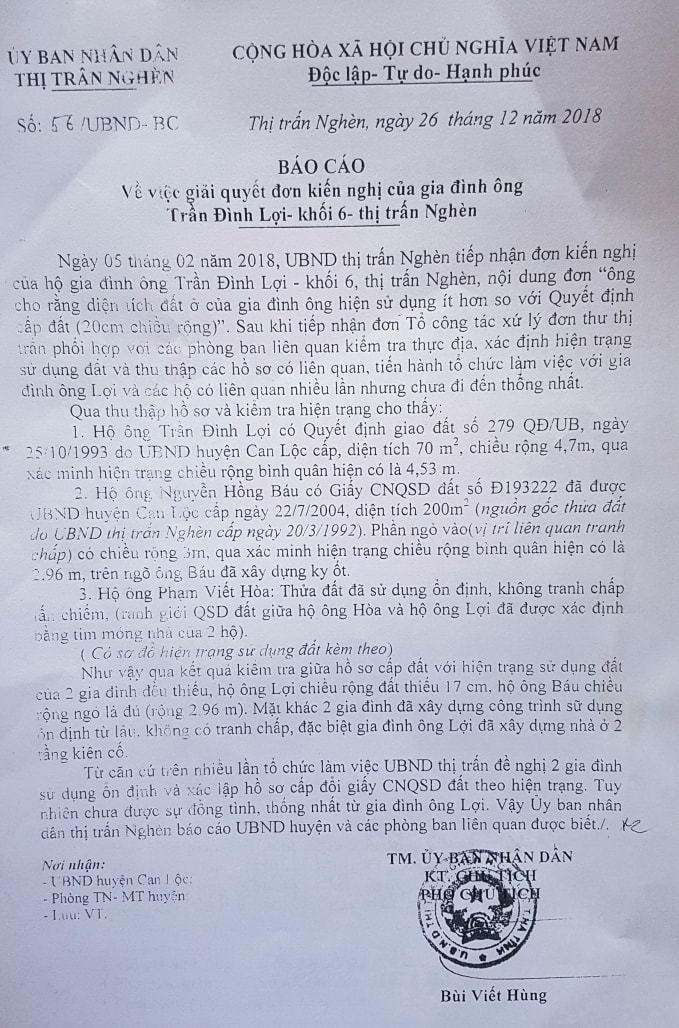 ỦY BAN NHÂN DÂN
THỊ TRẤN NGHÈN
Số: 56/UBND- BC
CỘNG HÒA XÃ HỘI CHỦ NGHĨA VIỆT NAM
Độc lập- Tự do- Hạnh phúc
Thị trấn Nghèn, ngày 26 tháng 12 năm 2018
BÁO CÁO
Về việc giải quyết đơn kiến nghị của gia đình ông
Trần Đình Lợi- khối 6- thị trấn Nghèn
Ngày 05 tháng 02 năm 2018, UBND thị trấn Nghèn tiếp nhận đơn kiến nghị
của hộ gia đình ông Trần Đình Lợi - khối 6, thị trấn Nghèn, nội dung đơn “ông
cho rằng diện tích đất ở của gia đình ông hiện sử dụng ít hơn so với Quyết định
cấp đất (20cm chiều rộng)”. Sau khi tiếp nhận đơn Tổ công tác xử lý đơn thư thị
trấn phối hợp với các phòng ban liên quan kiểm tra thực địa, xác định hiện trạng
sử dụng đất và thu thập các hồ sơ có liên quan, tiến hành tổ chức làm việc với gia
đình ông Lợi và các hộ có liên quan nhiều lần nhưng chưa đi đến thống nhất.
Qua thu thập hồ sơ và kiểm tra hiện trạng cho thấy:
1. Hộ ông Trần Đình Lợi có Quyết định giao đất số 279 QĐ/UB, ngày
25/10/1993 do UBND huyện Can Lộc cấp, diện tích 70 m², chiều rộng 4,7m, qua
xác minh hiện trạng chiều rộng bình quân hiện có là 4,53 m.
2. Hộ ông Nguyễn Hồng Báu có Giấy CNQSD đất số Đ193222 đã được
UBND huyện Can Lộc cấp ngày 22/7/2004, diện tích 200m² (nguồn gốc thửa đất
do UBND thị trấn Nghèn cấp ngày 20/3/1992). Phần ngõ vào(vị trí liên quan tranh
chấp) có chiều rộng 3m, qua xác minh hiện trạng chiều rộng bình quân hiện có là
2.96 m, trên ngõ ông Báu đã xây dựng ky ốt.
3. Hộ ông Phạm Viết Hòa: Thửa đất đã sử dụng ổn định, không tranh chấp
lấn chiếm, (ranh giới QSD đất giữa hộ ông Hòa và hộ ông Lợi đã được xác định
bằng tim móng nhà của 2 hộ).
( Có sơ đồ hiện trạng sử dụng đất kèm theo)
Như vậy qua kết quả kiểm tra giữa hồ sơ cấp đất với hiện trạng sử dụng đất
của 2 gia đình đều thiếu, hộ ông Lợi chiều rộng đất thiếu 17 cm, hộ ông Báu chiều
rộng ngõ là đủ (rộng 2.96 m). Mặt khác 2 gia đình đã xây dựng công trình sữ dụng
ổn định từ lâu, không có tranh chấp, đặc biệt gia đình ông Lợi đã xây dựng nhà ở 2
tầng kiên cố.
Từ căn cứ trên nhiều lần tổ chức làm việc UBND thị trấn đề nghị 2 gia đình
sử dụng ổn định và xác lập hồ sơ cấp đổi giấy CNQSD đất theo hiện trạng. Tuy
nhiên chưa được sự đồng tình, thống nhất từ gia đình ông Lợi. Vậy Ủy ban nhân
dân thị trấn Nghèn báo cáo UBND huyện và các phòng ban liên quan được biết./.
Nơi nhận:
- UBND huyện Can Lộc;
- Phòng TN- MT huyện;
- Lưu: VT.
TM. ỦY BAN NHÂN DÂN
KT. CHỦ TỊCH
PHÓ CHỦ TỊCH
Bùi Viết Hùng